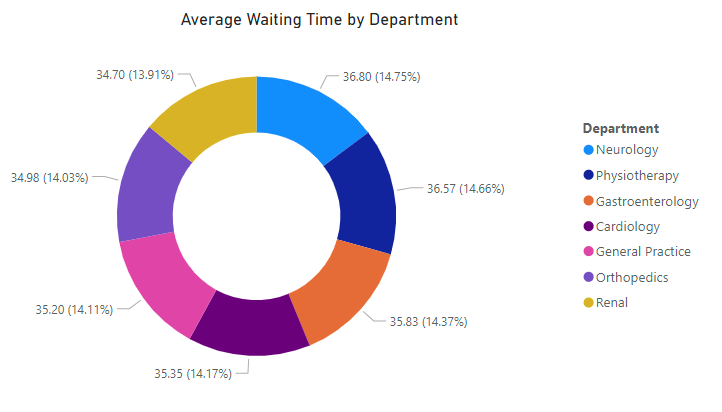 Average Waiting Time by Department
34.70 (13.91%)
36.80 (14.75%)
34.98 (14.03%)
36.57 (14.66%)
35.20 (14.11%)
35.83 (14.37%)
35.35 (14.17%)
Department
Neurology
Physiotherapy
Gastroenterology
Cardiology
General Practice
Orthopedics
Renal